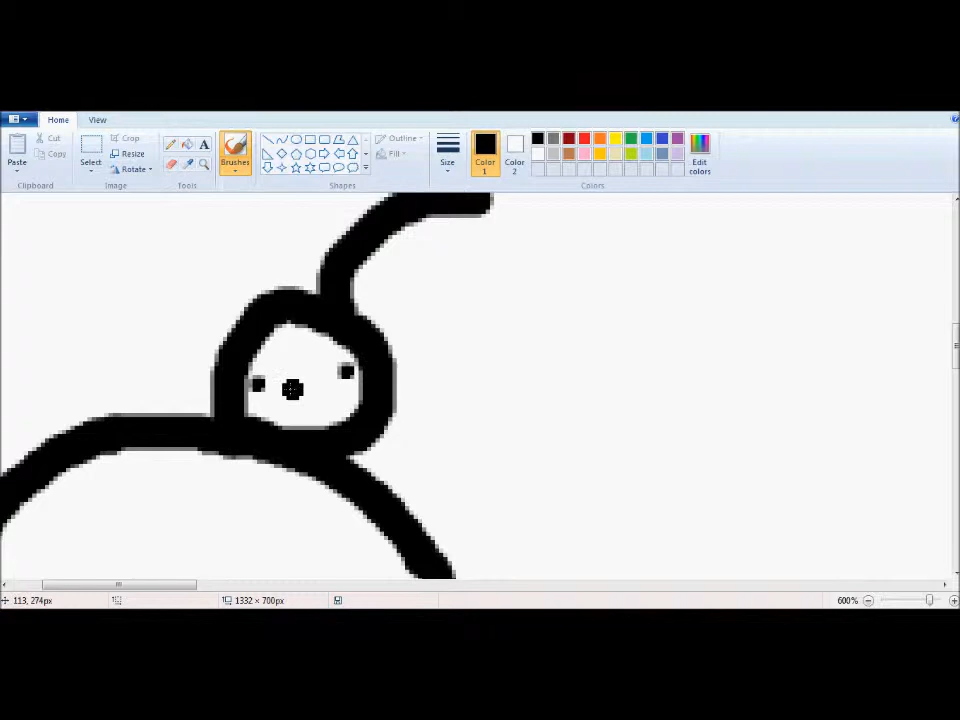 Home View
Cut
Copy
Paste
Clipboard
Select
Crop
Resize
Rotate
Image
A
Tools
Brushes
Outline
Fill
Shapes
Size
Color 1
Color 2
Edit colors
Colors
113, 274px
1332 × 700px
600%